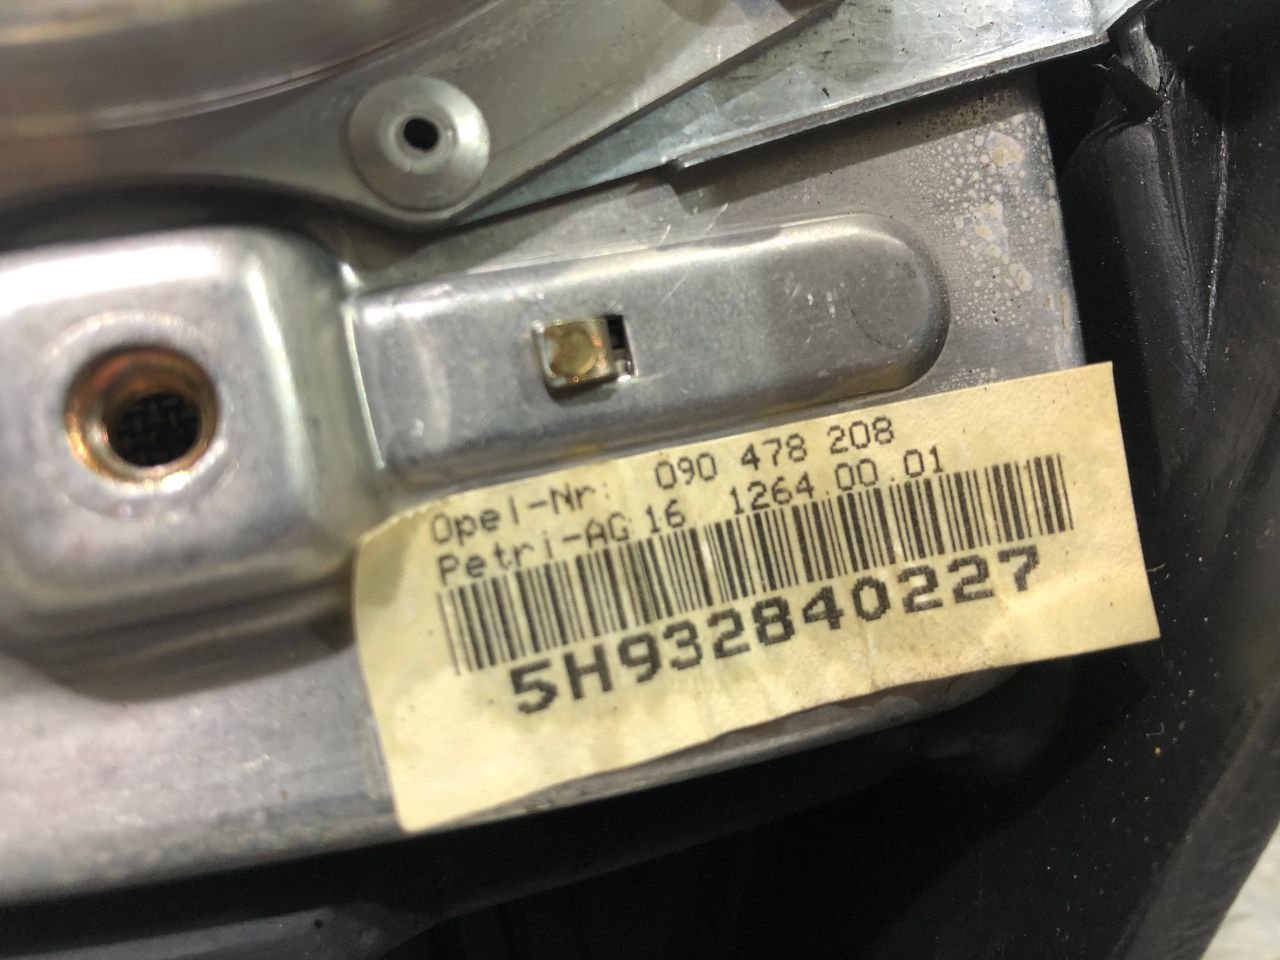 Opel-Nr: 090 478 208
Petri-AG 16 1264.00.01
5H932840227